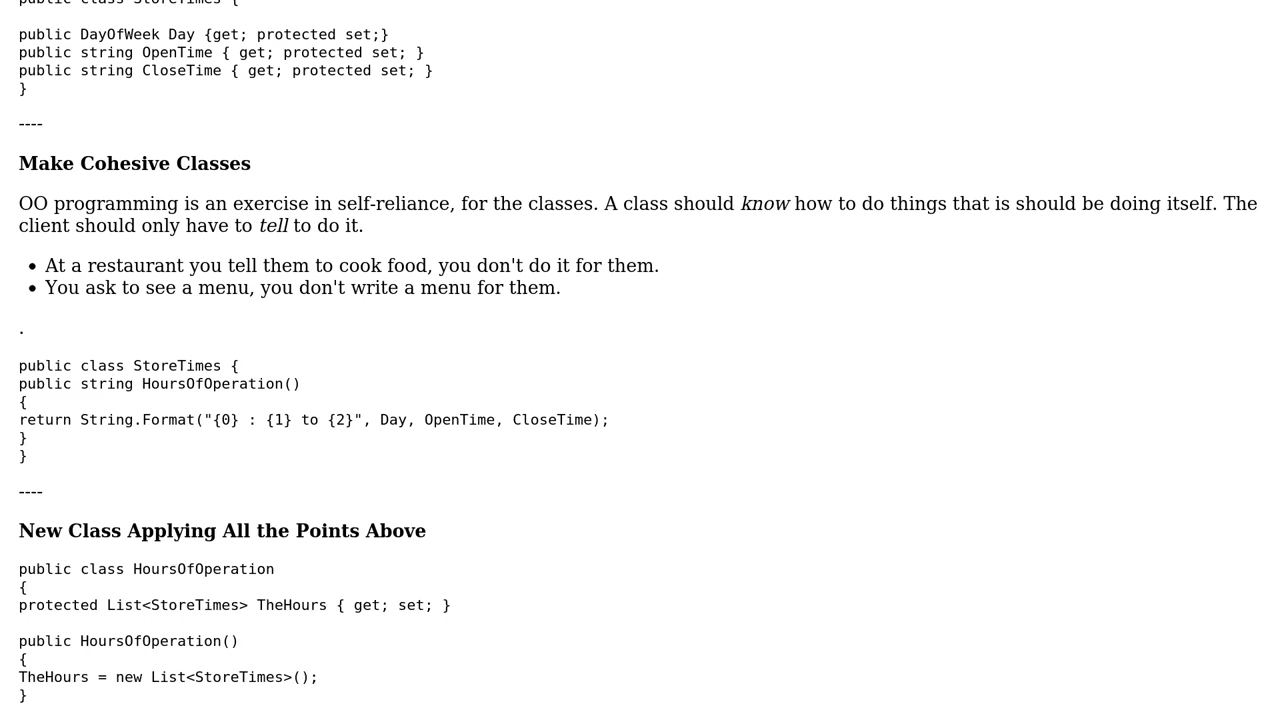 public class StoreTimes {
public DayOfWeek Day {get; protected set;}
public string OpenTime { get; protected set; }
public string CloseTime { get; protected set; }
}
----
Make Cohesive Classes
OO programming is an exercise in self-reliance, for the classes. A class should know how to do things that is should be doing itself. The
client should only have to tell to do it.
• At a restaurant you tell them to cook food, you don't do it for them.
• You ask to see a menu, you don't write a menu for them.
.
public class StoreTimes {
public string HoursOfOperation()
{
return String.Format("{0} : {1} to {2}", Day, OpenTime, CloseTime);
}
}
----
New Class Applying All the Points Above
public class HoursOfOperation
{
protected List<StoreTimes> TheHours { get; set; }
public HoursOfOperation()
{
TheHours = new List<StoreTimes>();
}